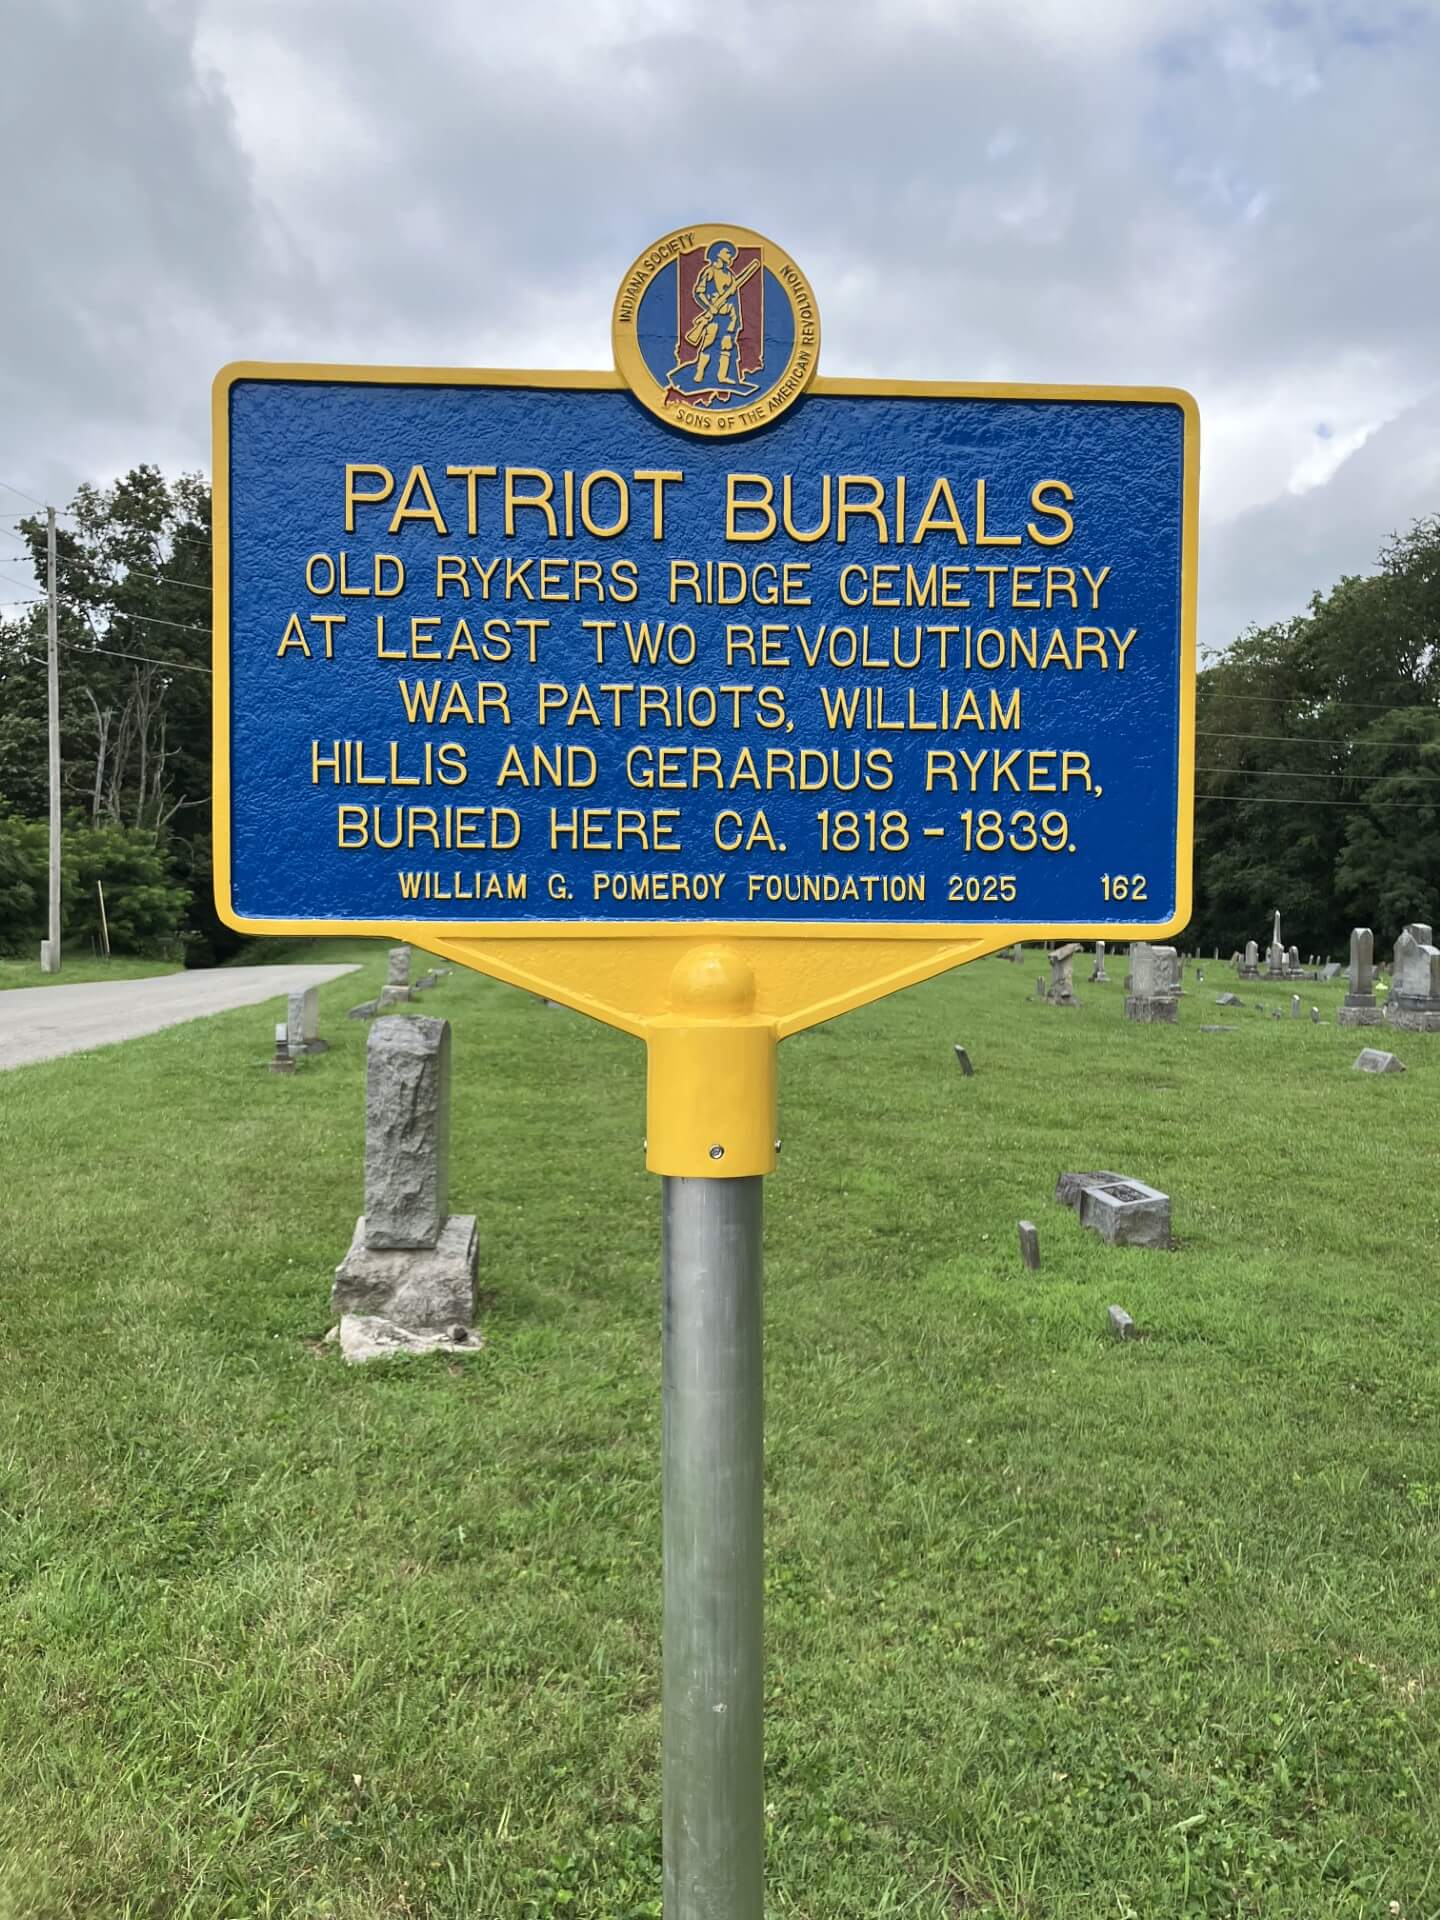 INDIANA SOCIETY
SONS OF THE AMERICAN REVOLUTION
PATRIOT BURIALS
OLD RYKERS RIDGE CEMETERY
AT LEAST TWO REVOLUTIONARY
WAR PATRIOTS, WILLIAM
HILLIS AND GERARDUS RYKER,
BURIED HERE CA. 1818 - 1839.
WILLIAM G. POMEROY FOUNDATION 2025 162